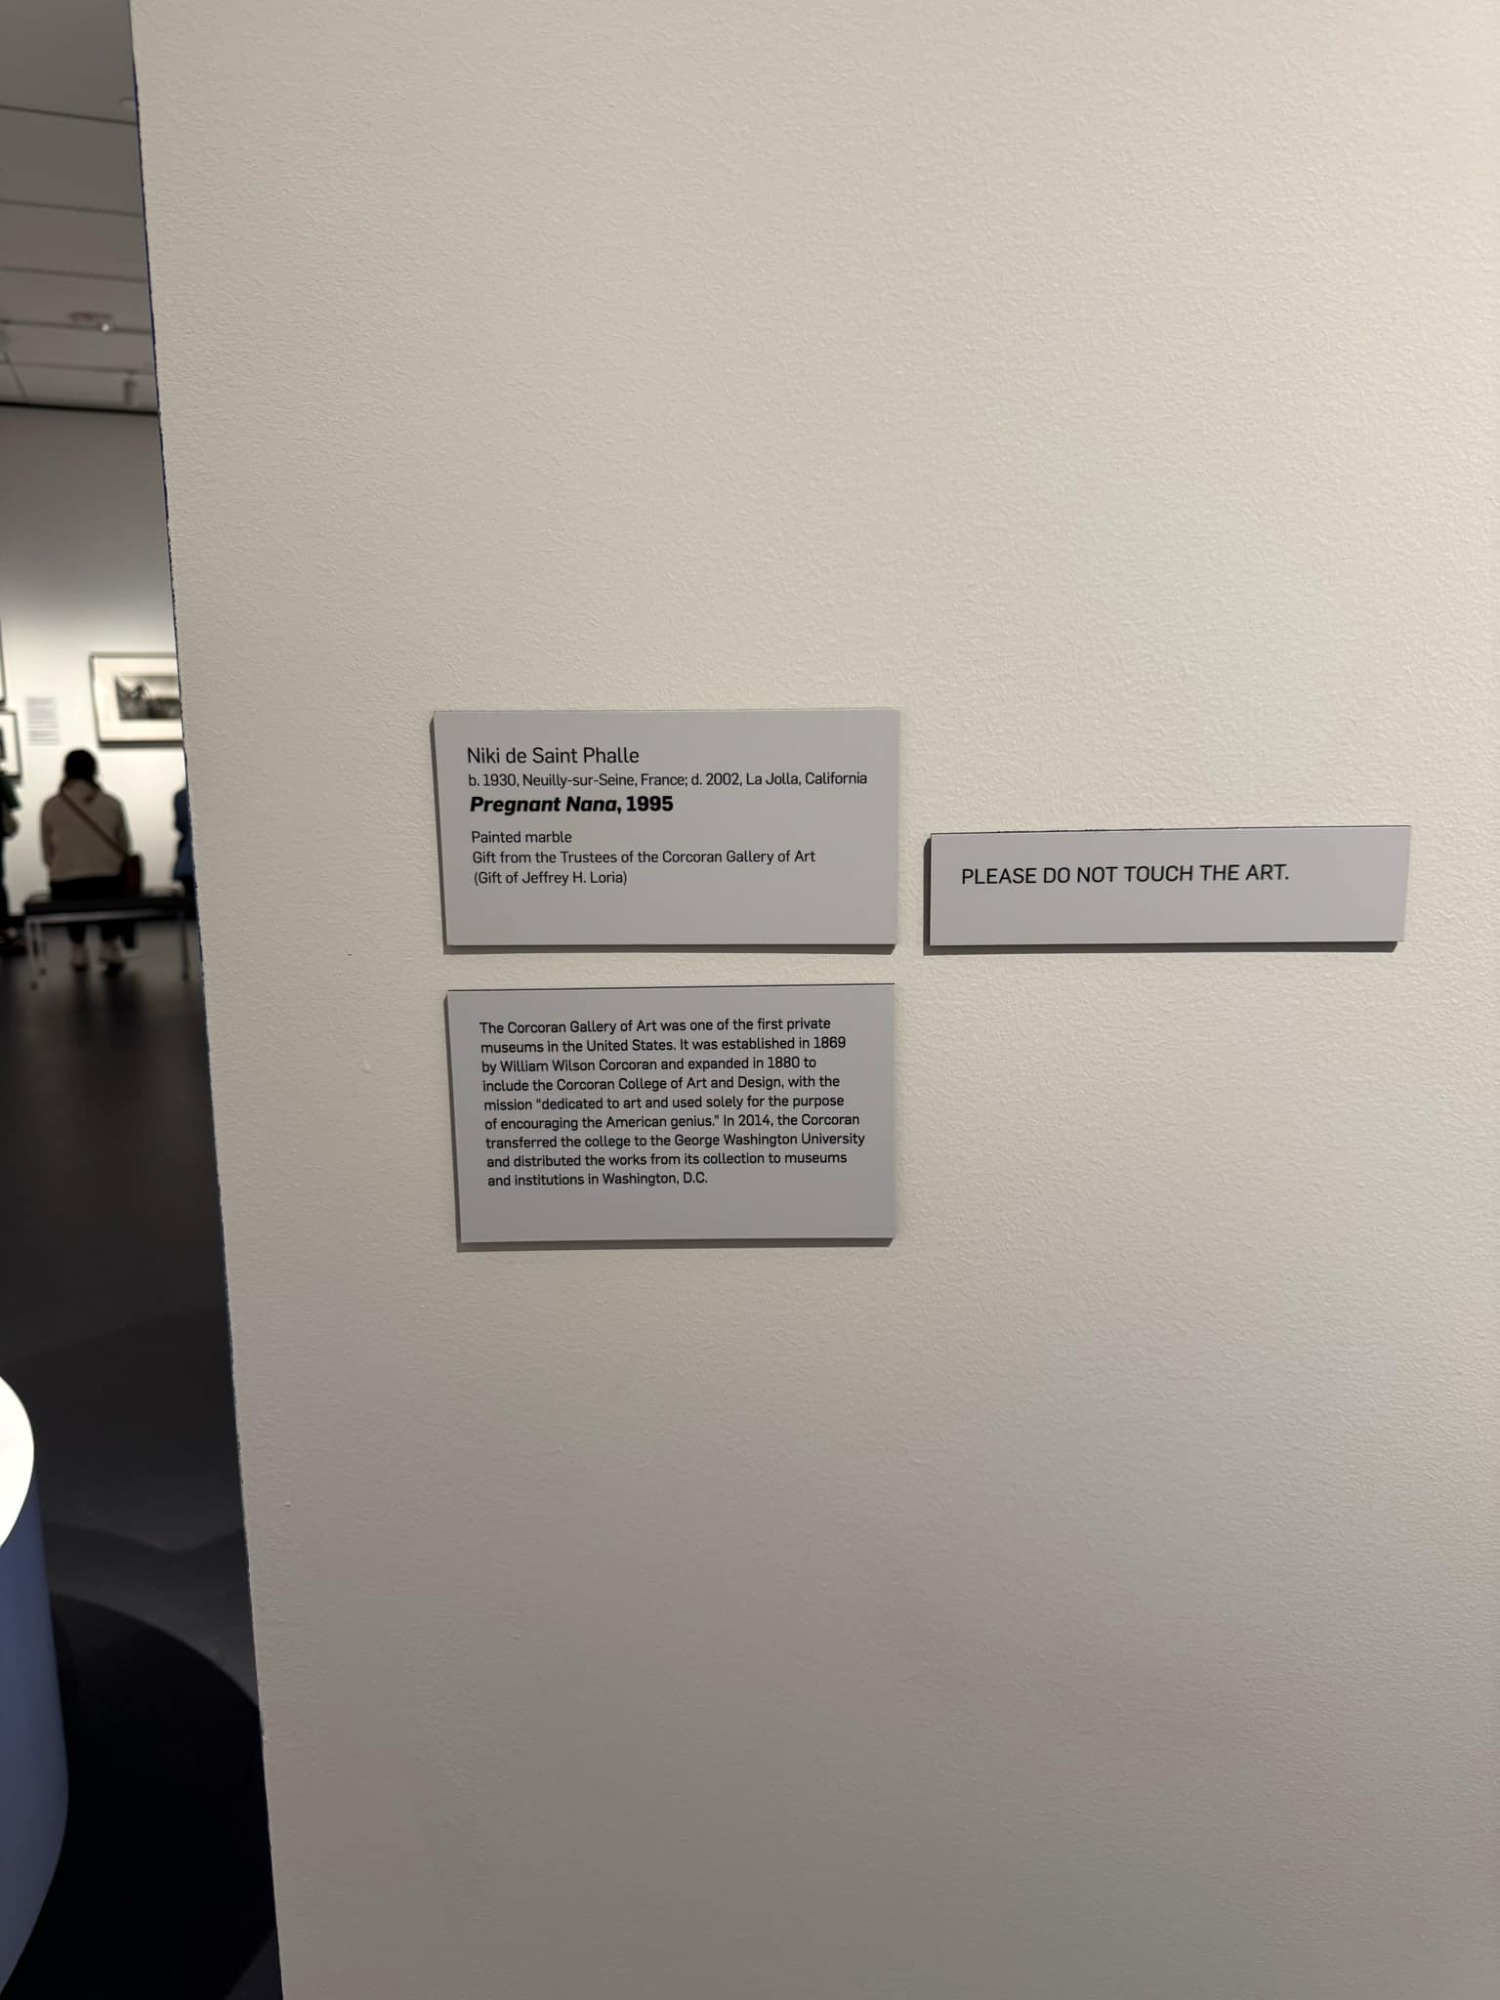 Niki de Saint Phalle
b. 1930, Neuilly-sur-Seine, France; d. 2002, La Jolla, California
Pregnant Nana, 1995
Painted marble
Gift from the Trustees of the Corcoran Gallery of Art
(Gift of Jeffrey H. Loria)
PLEASE DO NOT TOUCH THE ART.
The Corcoran Gallery of Art was one of the first private
museums in the United States. It was established in 1869
by William Wilson Corcoran and expanded in 1880 to
include the Corcoran College of Art and Design, with the
mission "dedicated to art and used solely for the purpose
of encouraging the American genius." In 2014, the Corcoran
transferred the college to the George Washington University
and distributed the works from its collection to museums
and institutions in Washington, D.C.